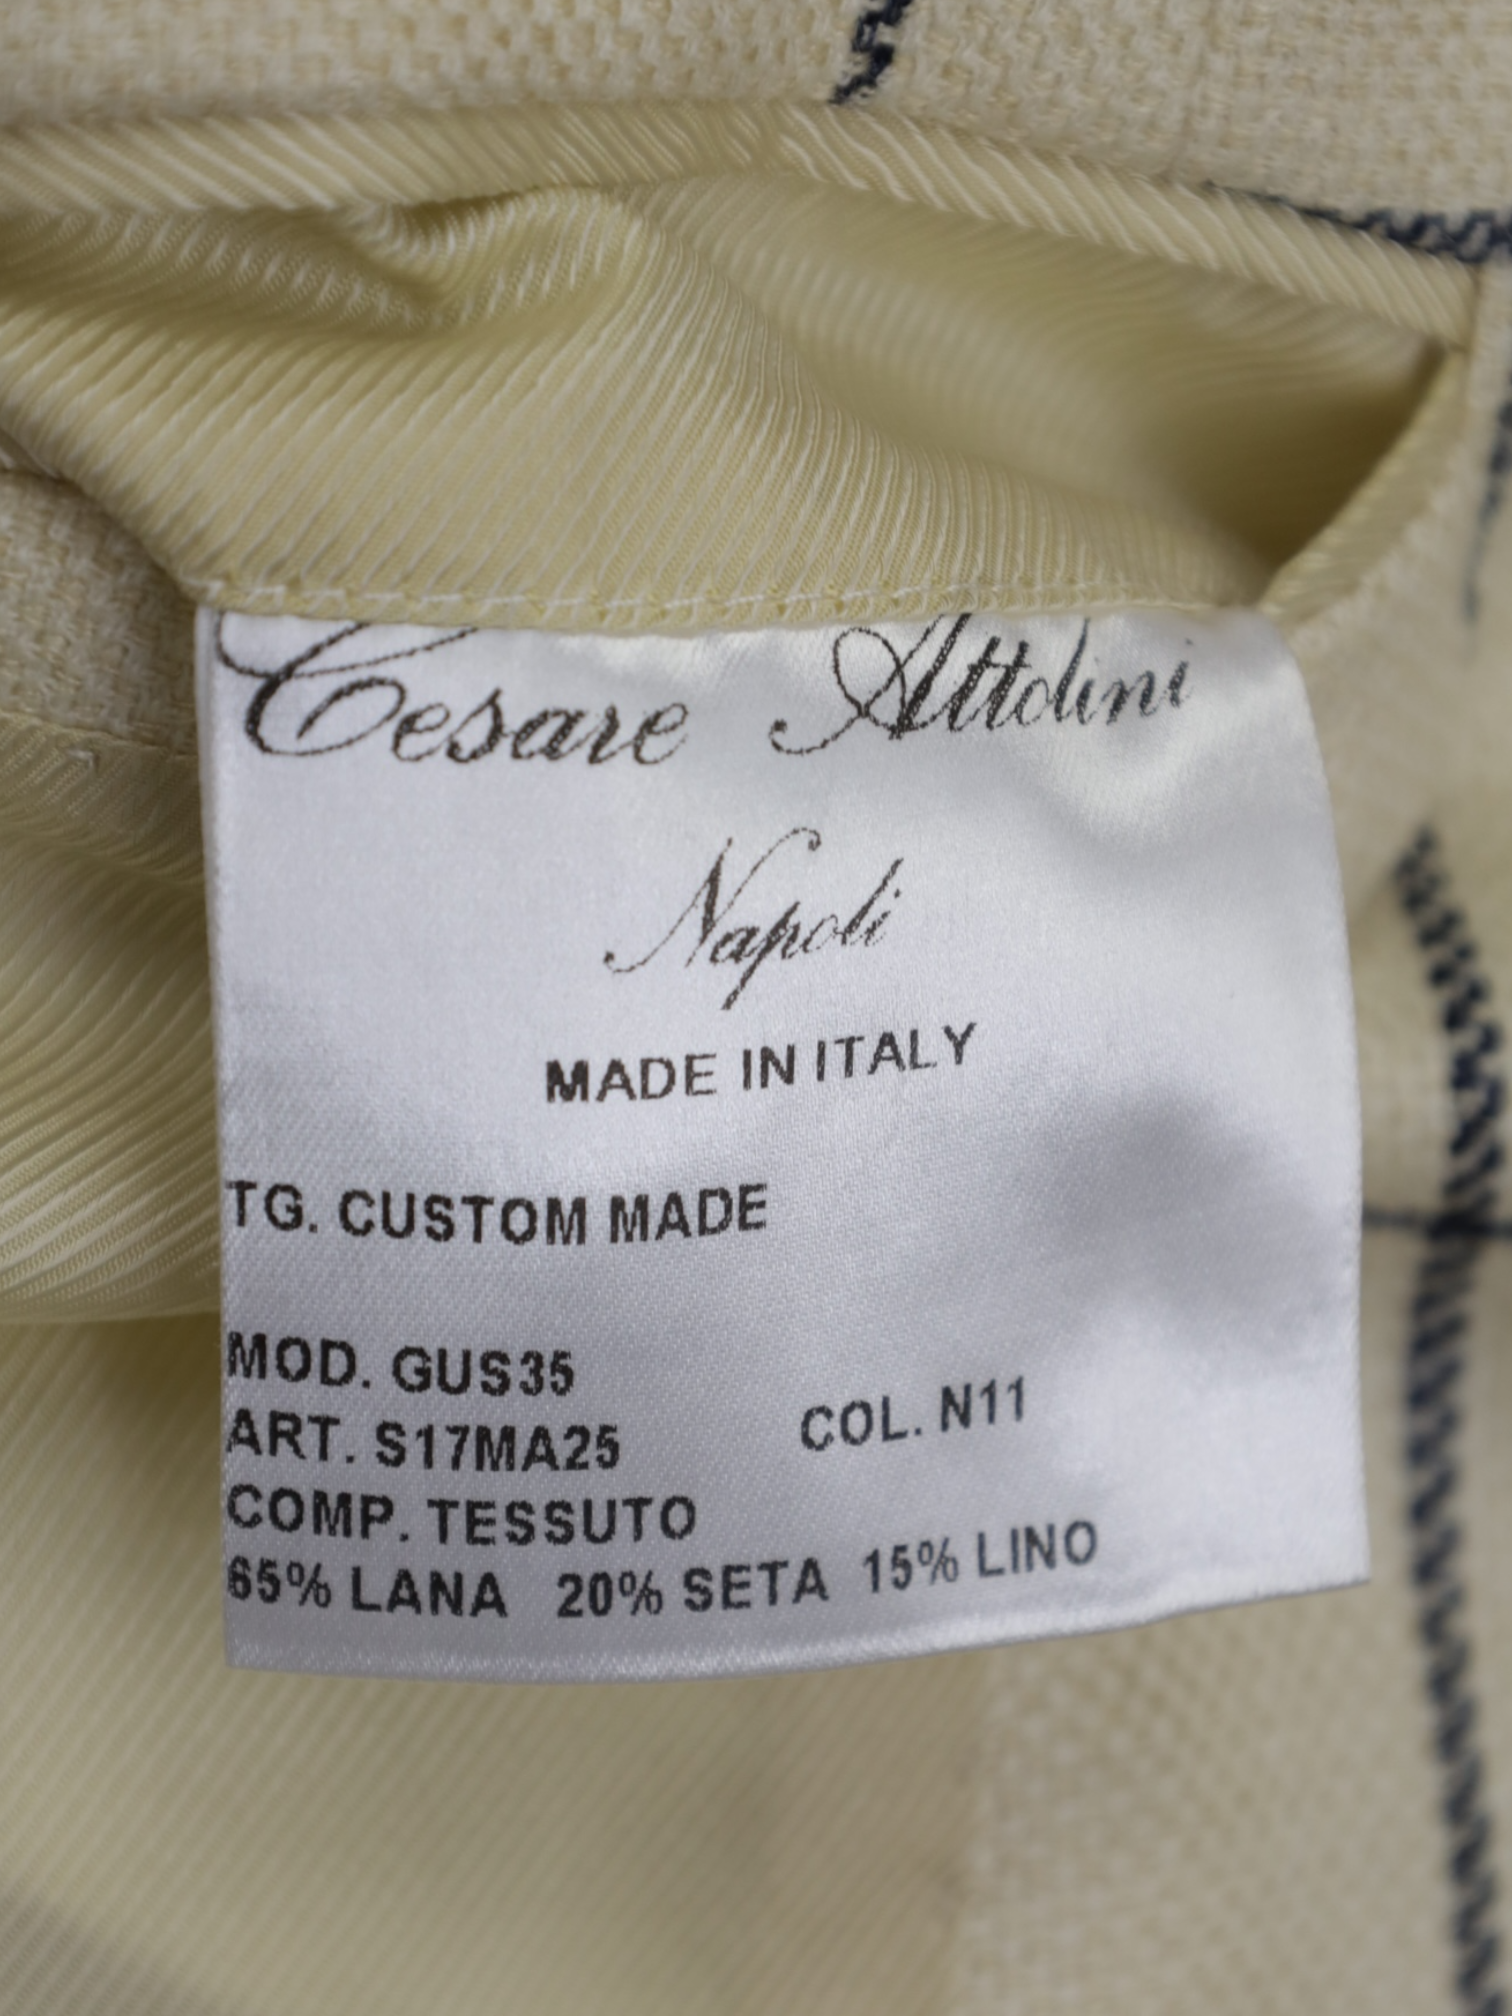 Cesare Attolini
Napoli
MADE IN ITALY
TG. CUSTOM MADE
MOD. GUS35
ART. S17MA25 COL. N11
COMP. TESSUTO
65% LANA 20% SETA 15% LINO